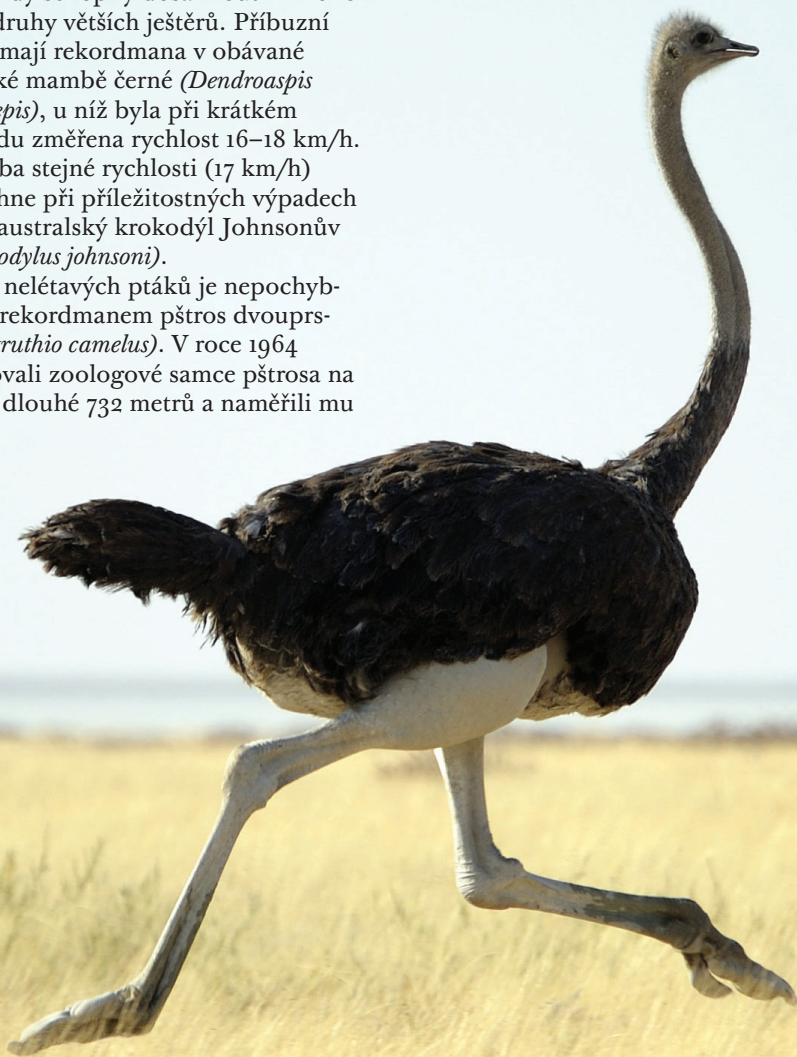 druhy větších ještěrů. Příbuzní
mají rekordmana v obávané
ké mambě černé (Dendroaspis
epis), u níž byla při krátkém
du změřena rychlost 16–18 km/h.
ba stejné rychlosti (17 km/h)
hne při příležitostných výpadech
australský krokodýl Johnsonův
odylus johnsoni).
nelétavých ptáků je nepochyb-
rekordmanem pštros dvouprs-
ruthio camelus). V roce 1964
ovali zoologové samce pštrosa na
dlouhé 732 metrů a naměřili mu